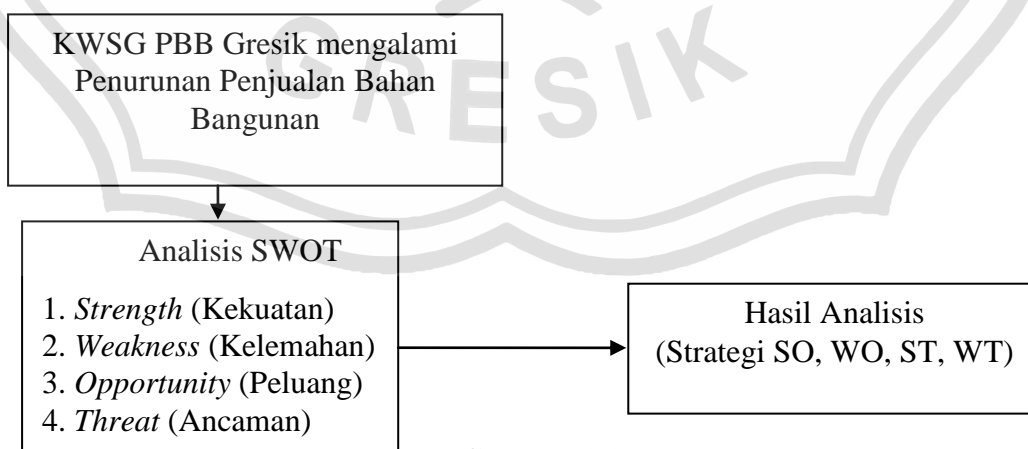 KWSG PBB Gresik mengalami
Penurunan Penjualan Bahan
Bangunan
GRESIK
Analisis SWOT
1. Strength (Kekuatan)
2. Weakness (Kelemahan)
3. Opportunity (Peluang)
4. Threat (Ancaman)
Hasil Analisis
(Strategi SO, WO, ST, WT)